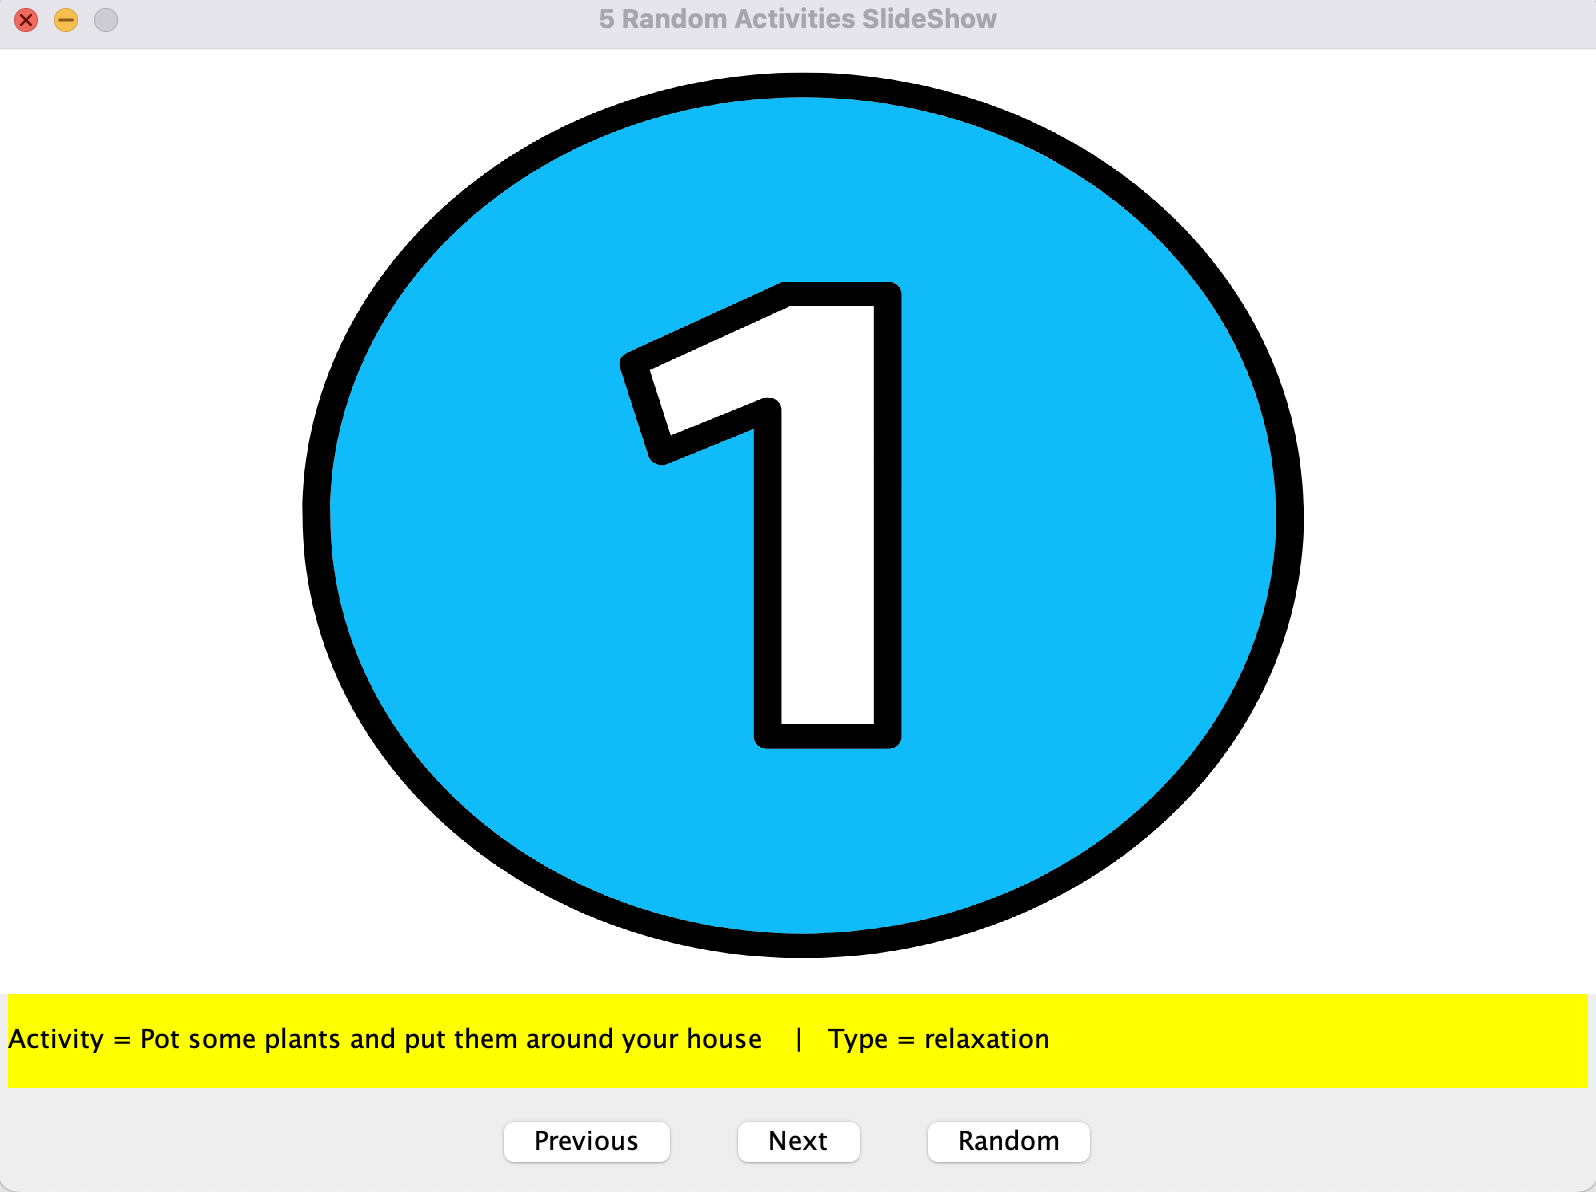 5 Random Activities SlideShow
1
Activity = Pot some plants and put them around your house | Type = relaxation
Previous Next Random